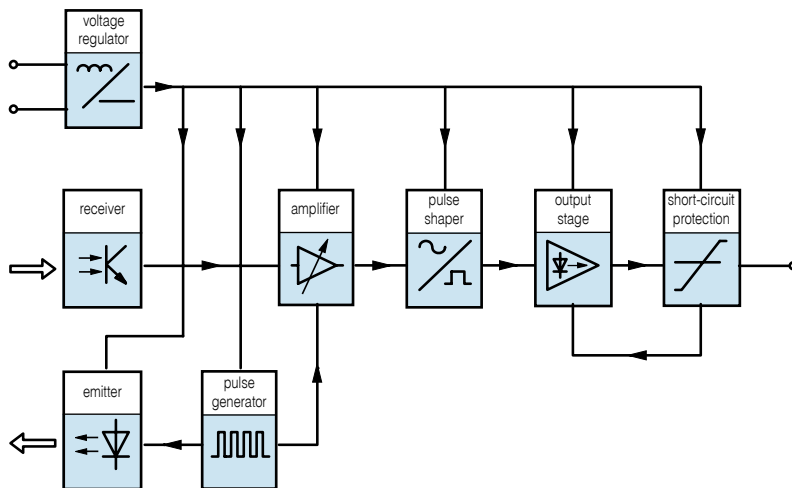 voltage
regulator
receiver
amplifier
pulse
shaper
output
stage
short-circuit
protection
emitter
pulse
generator